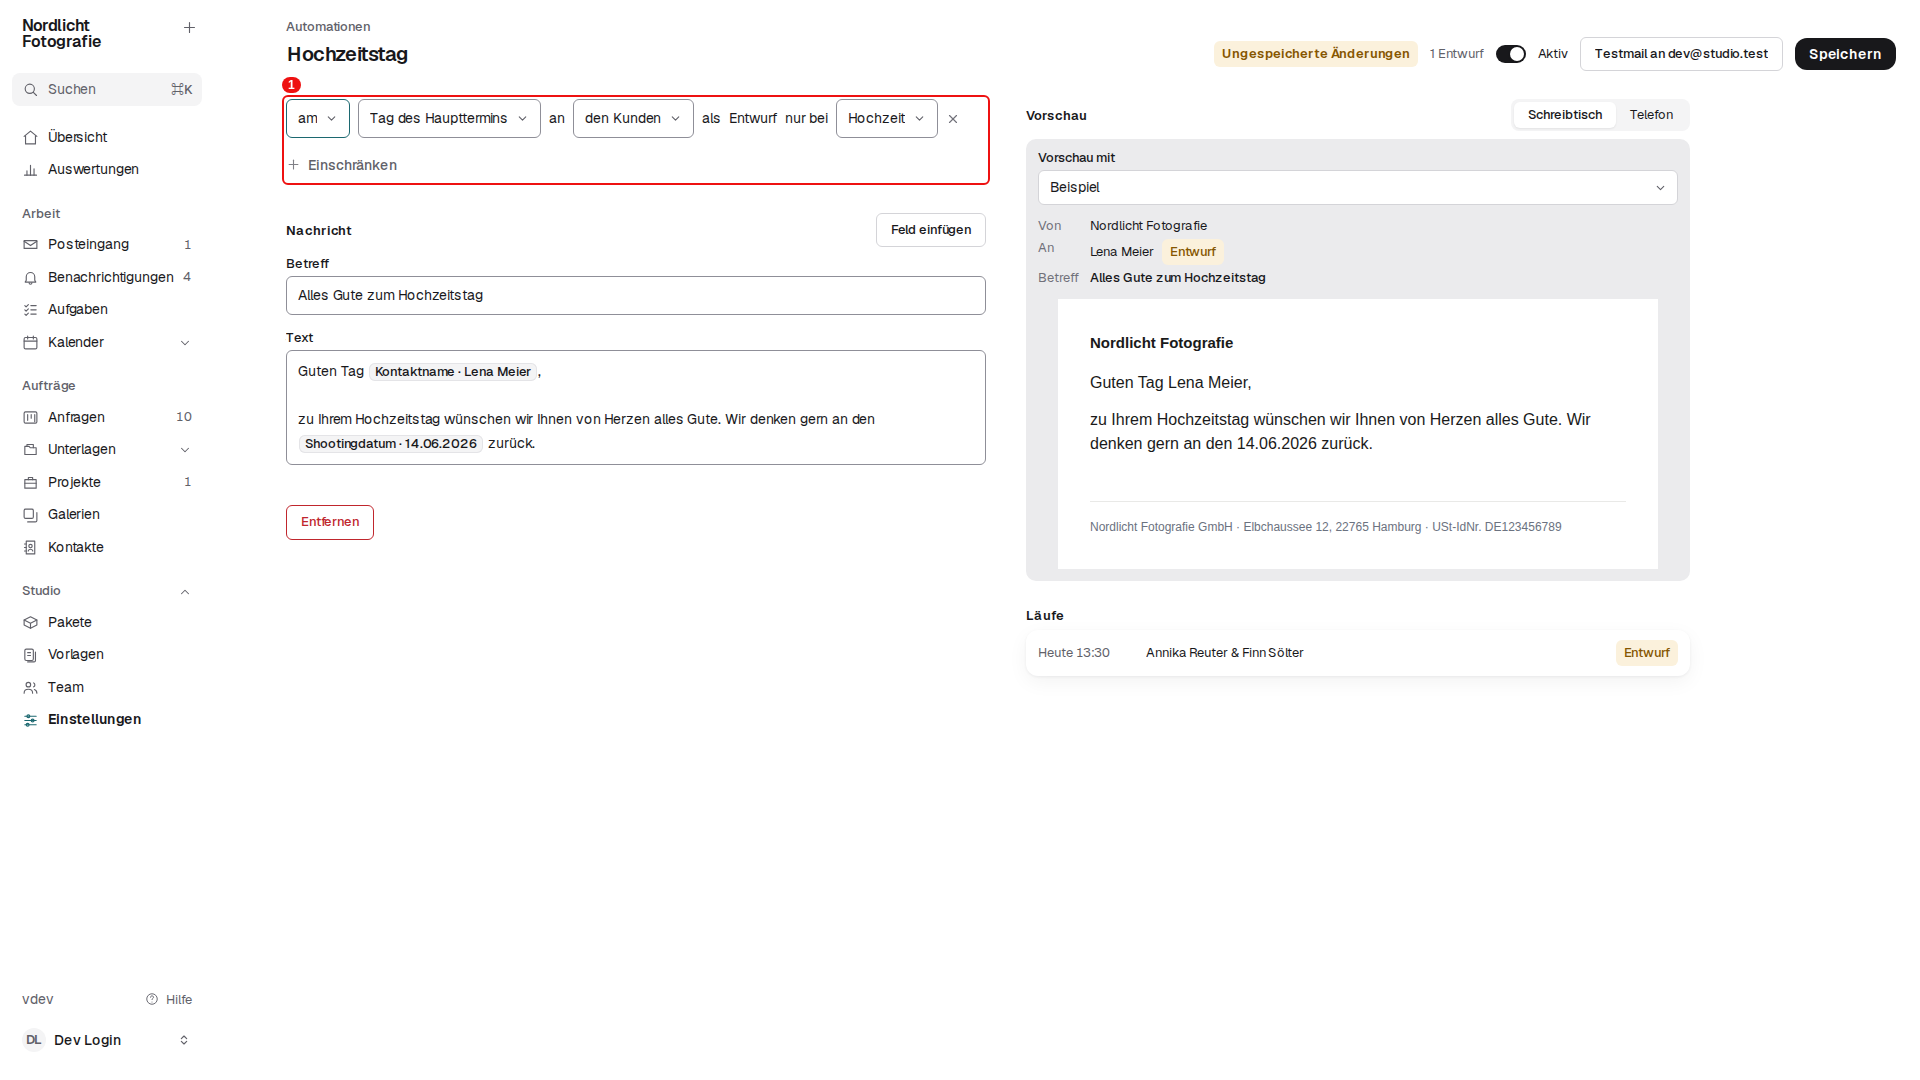 Nordlicht
Fotografie
Suchen ⌘K
Übersicht
Auswertungen
Arbeit
Posteingang 1
Benachrichtigungen 4
Aufgaben
Kalender
Aufträge
Anfragen 10
Unterlagen
Projekte 1
Galerien
Kontakte
Studio
Pakete
Vorlagen
Team
Einstellungen
vdev Hilfe
DL Dev Login
Automationen
Hochzeitstag
Ungespeicherte Änderungen 1 Entwurf Aktiv Testmail an dev@studio.test Speichern
1
am Tag des Haupttermins an den Kunden als Entwurf nur bei Hochzeit
Einschränken
Nachricht Feld einfügen
Betreff
Alles Gute zum Hochzeitstag
Text
Guten Tag Kontaktname · Lena Meier,
zu Ihrem Hochzeitstag wünschen wir Ihnen von Herzen alles Gute. Wir denken gern an den
Shootingdatum · 14.06.2026 zurück.
Entfernen
Vorschau Schreibtisch Telefon
Vorschau mit
Beispiel
Von Nordlicht Fotografie
An Lena Meier Entwurf
Betreff Alles Gute zum Hochzeitstag
Nordlicht Fotografie
Guten Tag Lena Meier,
zu Ihrem Hochzeitstag wünschen wir Ihnen von Herzen alles Gute. Wir
denken gern an den 14.06.2026 zurück.
Nordlicht Fotografie GmbH · Elbchaussee 12, 22765 Hamburg · USt-IdNr. DE123456789
Läufe
Heute 13:30 Annika Reuter & Finn Sölter Entwurf